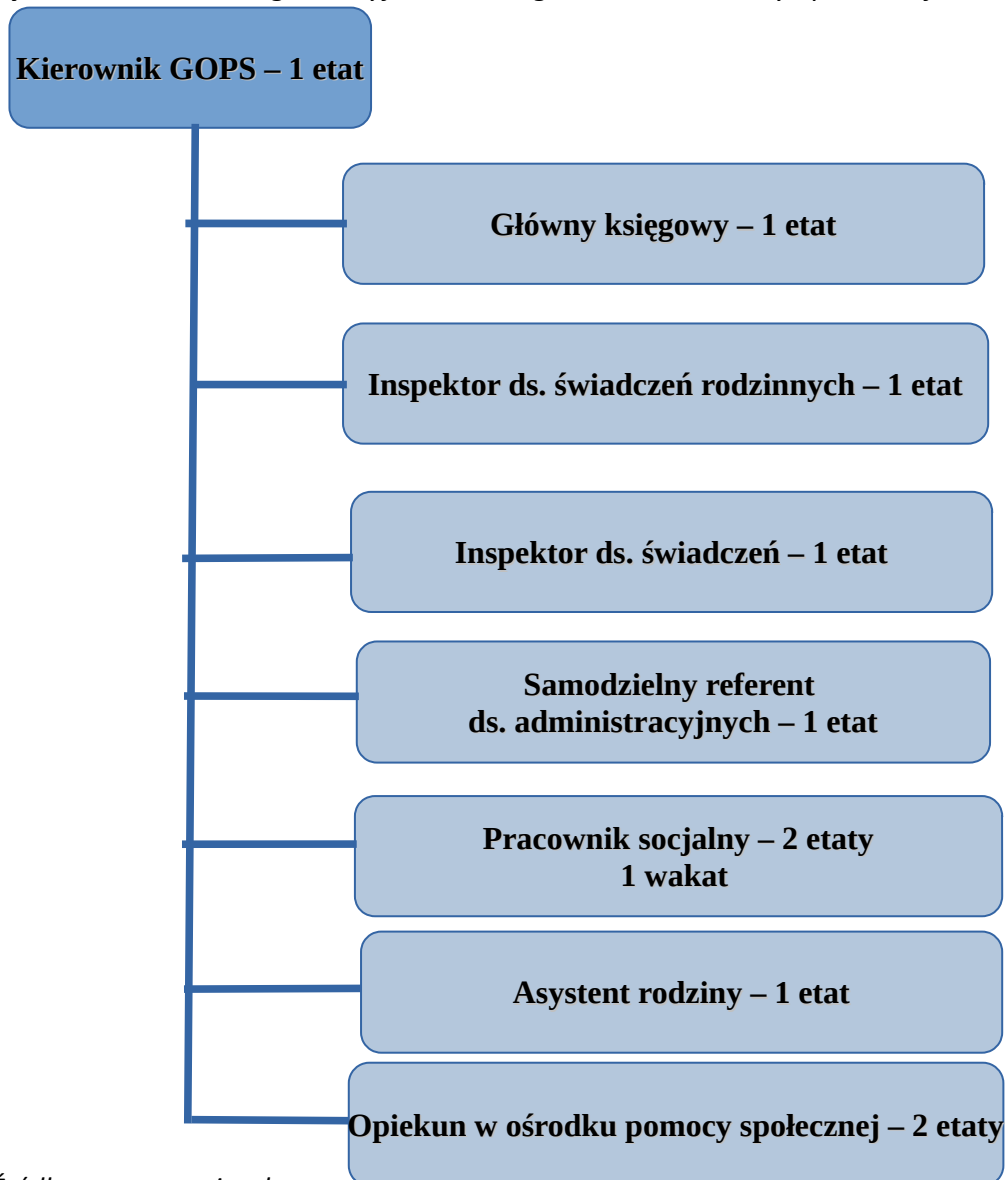 Kierownik GOPS – 1 etat
Główny księgowy – 1 etat
Inspektor ds. świadczeń rodzinnych – 1 etat
Inspektor ds. świadczeń – 1 etat
Samodzielny referent
ds. administracyjnych – 1 etat
Pracownik socjalny – 2 etaty
1 wakat
Asystent rodziny – 1 etat
Opiekun w ośrodku pomocy społecznej – 2 etaty